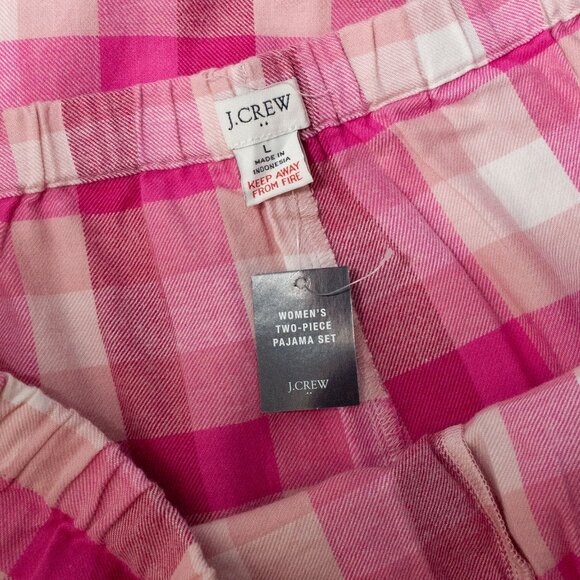 J.CREW
L
MADE IN
INDONESIA
KEEP AWAY
FROM FIRE
WOMEN'S
TWO-PIECE
PAJAMA SET
J.CREW